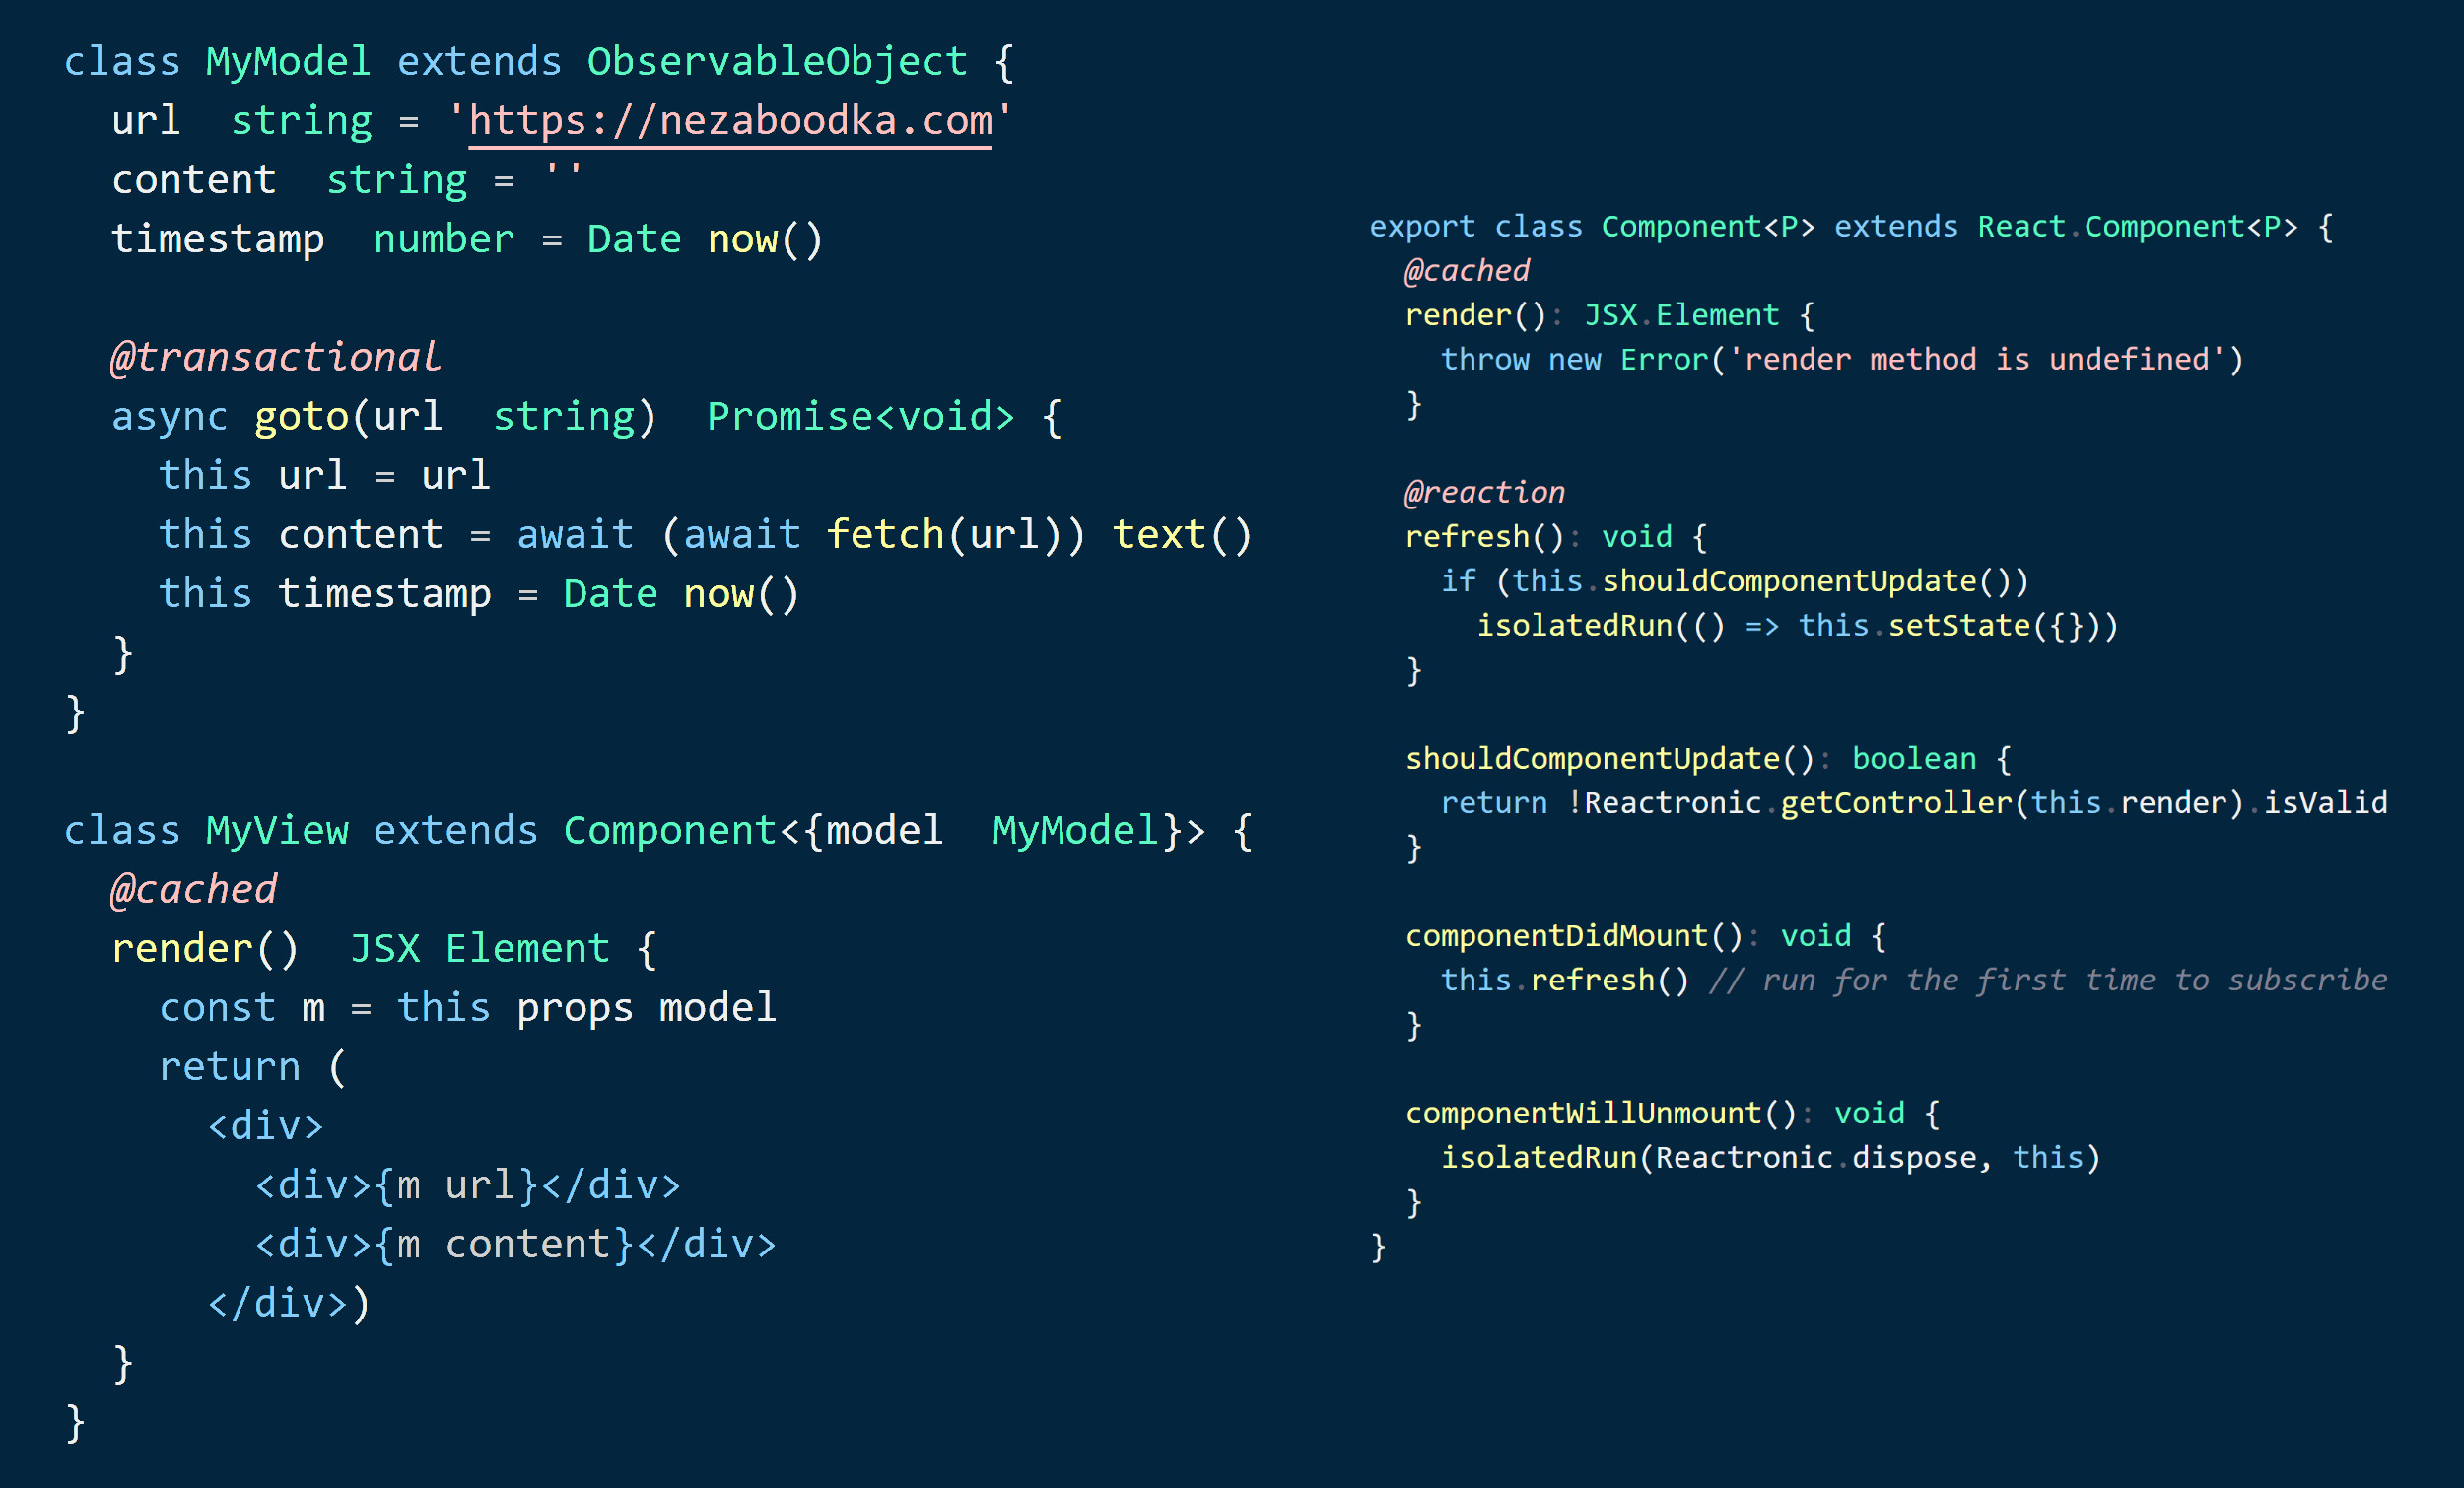 class MyModel extends ObservableObject {
  url  string = 'https://nezaboodka.com'
  content  string = ''
  timestamp  number = Date now()

  @transactional
  async goto(url  string)  Promise<void> {
    this url = url
    this content = await (await fetch(url)) text()
    this timestamp = Date now()
  }
}

class MyView extends Component<{model  MyModel}> {
  @cached
  render()  JSX Element {
    const m = this props model
    return (
      <div>
        <div>{m url}</div>
        <div>{m content}</div>
      </div>)
  }
}

export class Component<P> extends React.Component<P> {
  @cached
  render(): JSX.Element {
    throw new Error('render method is undefined')
  }

  @reaction
  refresh(): void {
    if (this.shouldComponentUpdate())
      isolatedRun(() => this.setState({}))
  }

  shouldComponentUpdate(): boolean {
    return !Reactronic.getController(this.render).isValid
  }

  componentDidMount(): void {
    this.refresh() // run for the first time to subscribe
  }

  componentWillUnmount(): void {
    isolatedRun(Reactronic.dispose, this)
  }
}